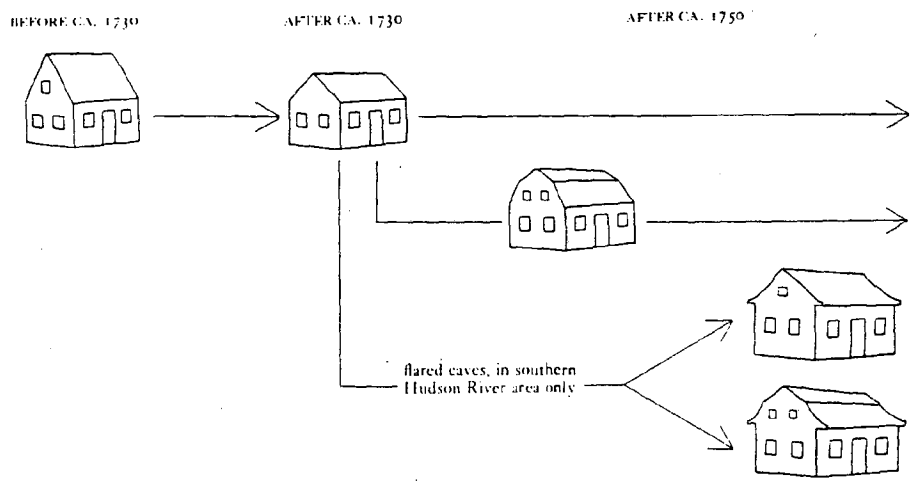 BEFORE CA. 1730
AFTER CA. 1730
AFTER CA. 1750
flared eaves, in southern
Hudson River area only